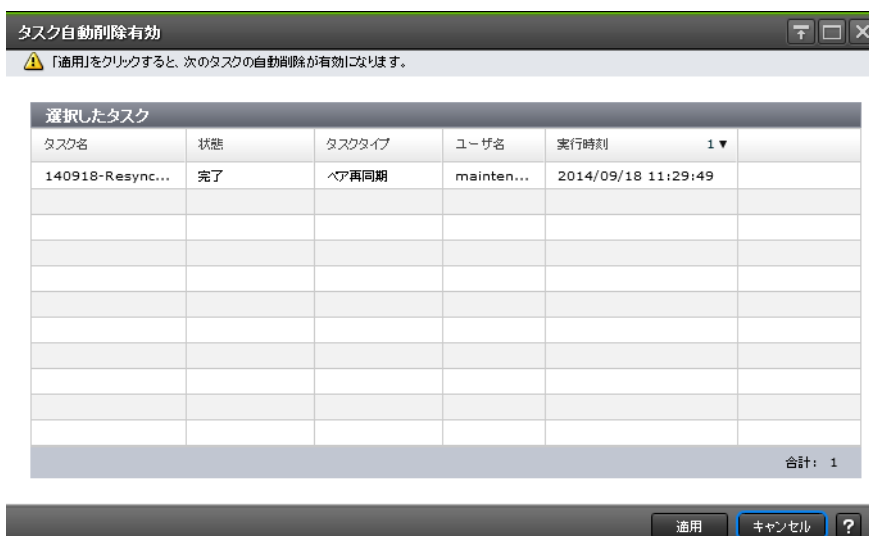 タスク自動削除有効
「適用」をクリックすると、次のタスクの自動削除が有効になります。
選択したタスク
タスク名 状態 タスクタイプ ユーザ名 実行時刻 1▼
140918-Resync... 完了 ペア再同期 mainten... 2014/09/18 11:29:49
合計: 1
適用 キャンセル ?